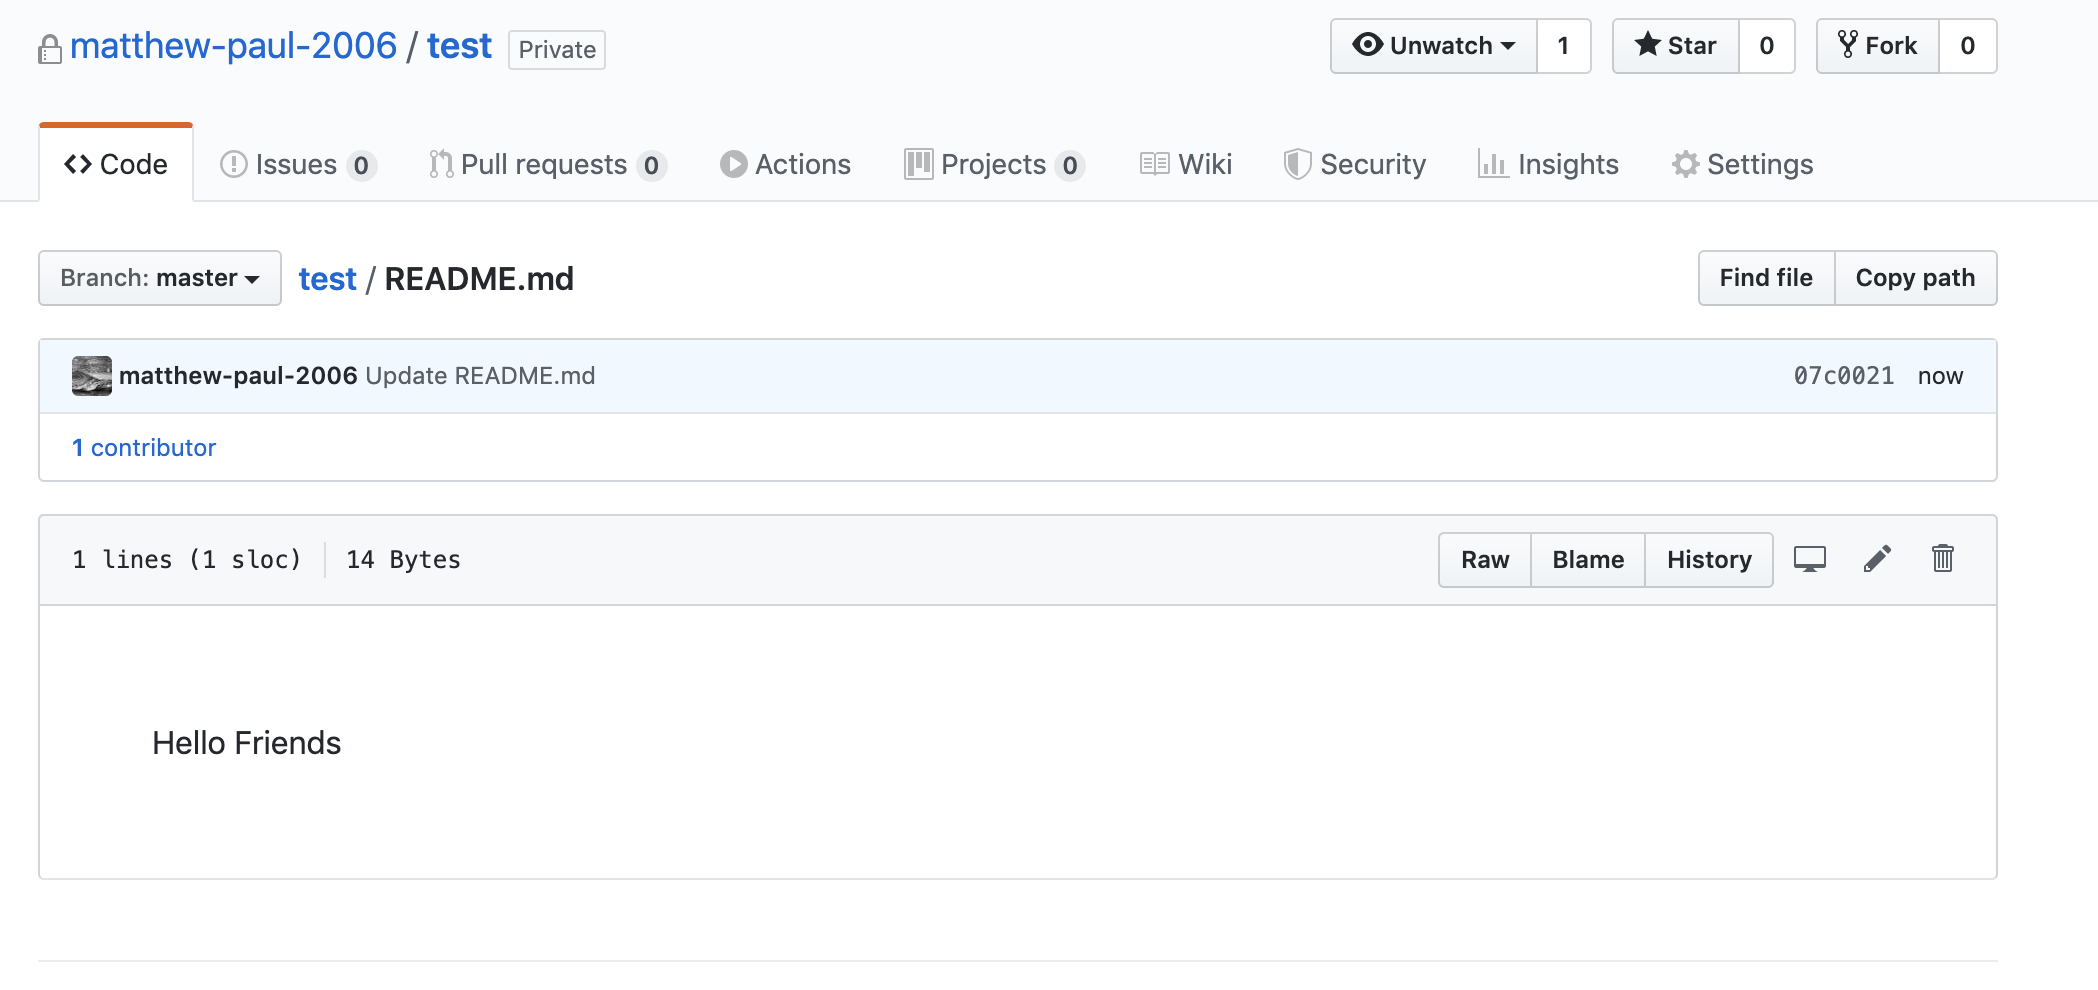 matthew-paul-2006 / test Private Unwatch 1 Star 0 Fork 0
Code Issues 0 Pull requests 0 Actions Projects 0 Wiki Security Insights Settings
Branch: master test / README.md Find file Copy path
matthew-paul-2006 Update README.md 07c0021 now
1 contributor
1 lines (1 sloc) 14 Bytes Raw Blame History
Hello Friends